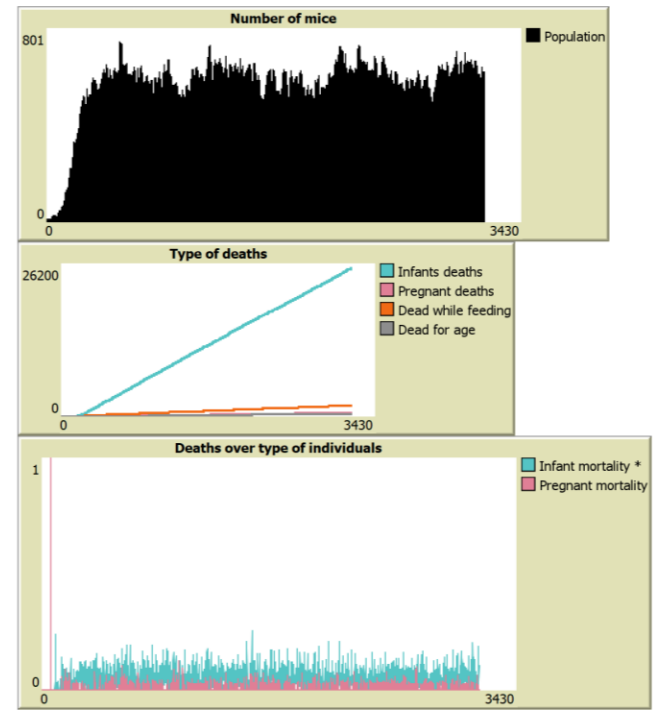 Number of mice
801
Population
0
0
3430
Type of deaths
26200
Infants deaths
Pregnant deaths
Dead while feeding
Dead for age
0
0
3430
Deaths over type of individuals
1
Infant mortality *
Pregnant mortality
0
0
3430